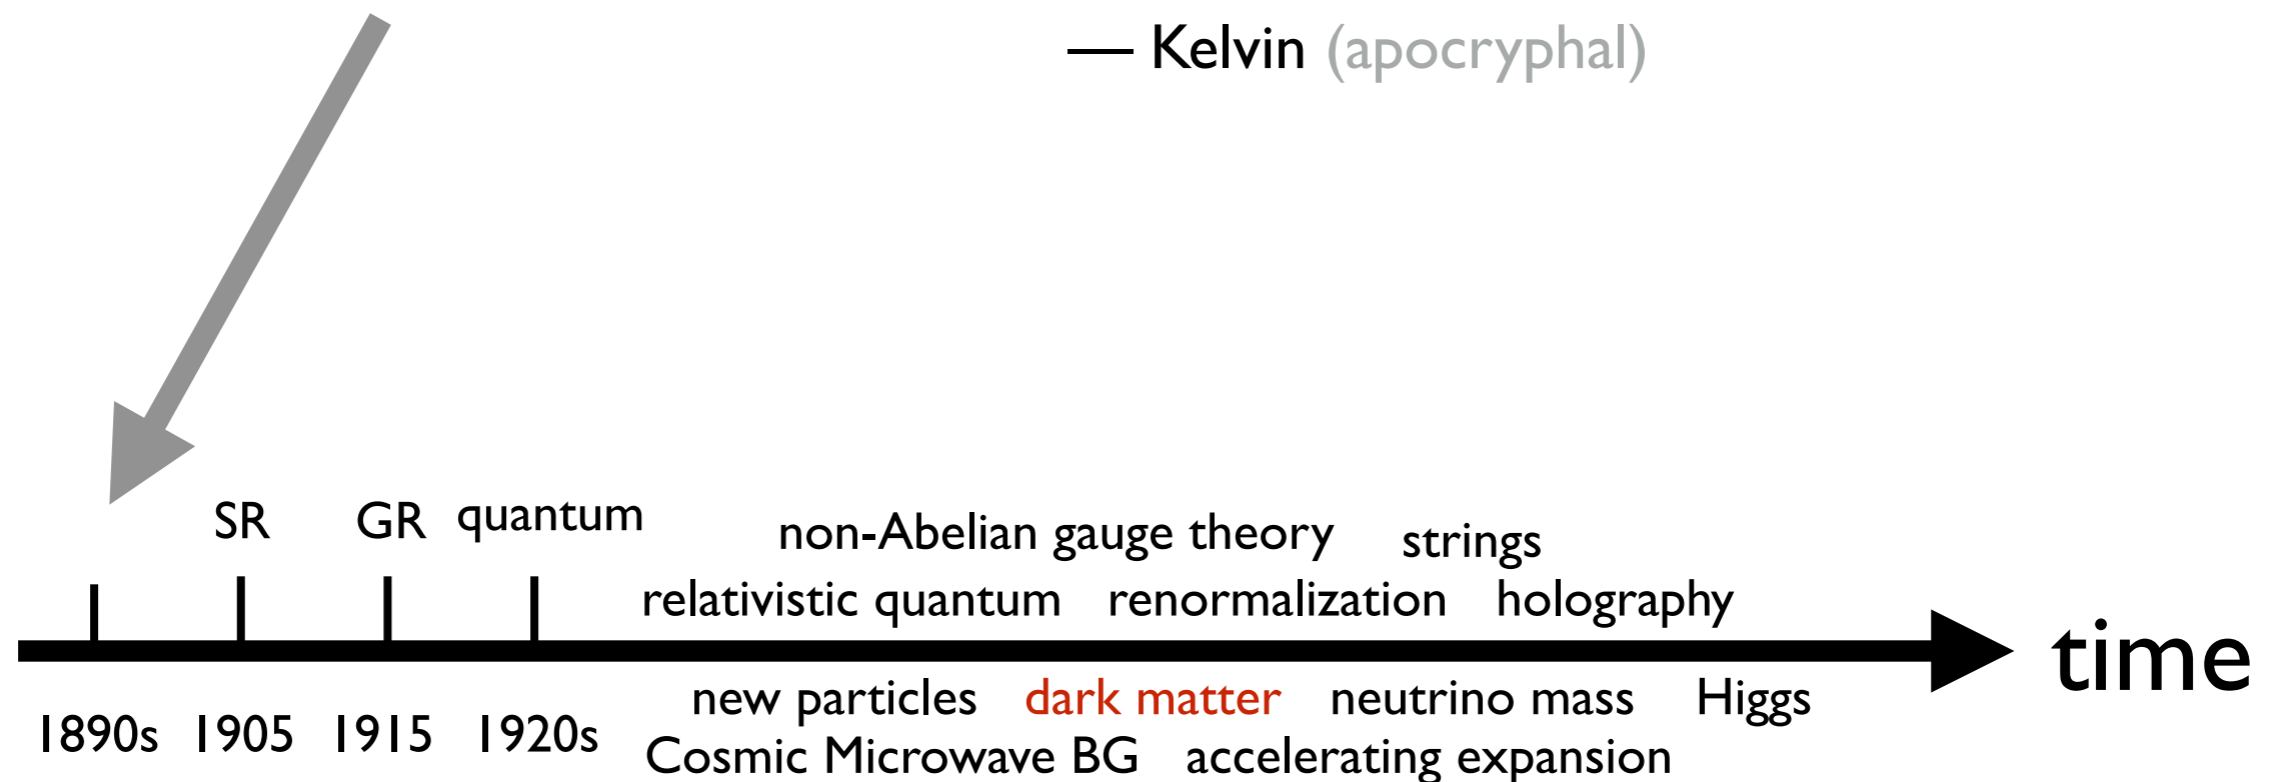 — Kelvin (apocryphal)
SR GR quantum
non-Abelian gauge theory strings
relativistic quantum renormalization holography
time
new particles dark matter neutrino mass Higgs
1890s 1905 1915 1920s
Cosmic Microwave BG accelerating expansion